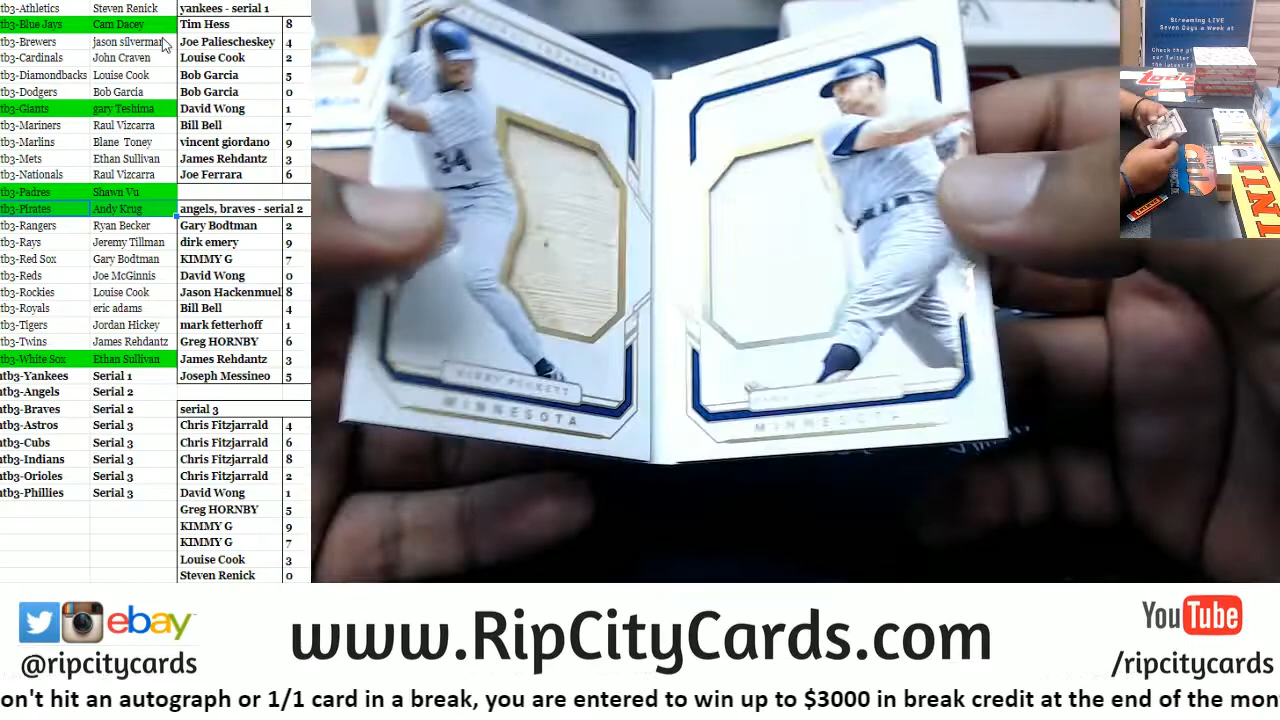 tb3-Athletics Steven Renick yankees - serial 1
tb3-Blue Jays Cam Dacey Tim Hess 8
tb3-Brewers jason silverman Joe Paliescheskey 4
tb3-Cardinals John Craven Louise Cook 2
tb3-Diamondbacks Louise Cook Bob Garcia 5
tb3-Dodgers Bob Garcia Bob Garcia 0
tb3-Giants gary Teshima David Wong 1
tb3-Mariners Raul Vizcarra Bill Bell 7
tb3-Marlins Blane Toney vincent giordano 9
tb3-Mets Ethan Sullivan James Rehdantz 3
tb3-Nationals Raul Vizcarra Joe Ferrara 6
tb3-Padres Shawn Vu
tb3-Pirates Andy Krug angels, braves - serial 2
tb3-Rangers Ryan Becker Gary Bodtman 2
tb3-Rays Jeremy Tillman dirk emery 9
tb3-Red Sox Gary Bodtman KIMMY G 7
tb3-Reds Joe McGinnis David Wong 0
tb3-Rockies Louise Cook Jason Hackenmuel 8
tb3-Royals eric adams Bill Bell 4
tb3-Tigers Jordan Hickey mark fetterhoff 1
tb3-Twins James Rehdantz Greg HORNBY 6
tb3-White Sox Ethan Sullivan James Rehdantz 3
ntb3-Yankees Serial 1 Joseph Messineo 5
ntb3-Angels Serial 2
ntb3-Braves Serial 2 serial 3
ntb3-Astros Serial 3 Chris Fitzjarrald 4
ntb3-Cubs Serial 3 Chris Fitzjarrald 6
ntb3-Indians Serial 3 Chris Fitzjarrald 8
ntb3-Orioles Serial 3 Chris Fitzjarrald 2
ntb3-Phillies Serial 3 David Wong 1
Greg HORNBY 5
KIMMY G 9
KIMMY G 7
Louise Cook 3
Steven Renick 0
34
KIRBY PUCKETT
MINNESOTA
MINNESOTA
Streaming LIVE
Seven Days a Week at
Check the
ebay
@ripcitycards
www.RipCityCards.com
YouTube
/ripcitycards
on't hit an autograph or 1/1 card in a break, you are entered to win up to $3000 in break credit at the end of the mon